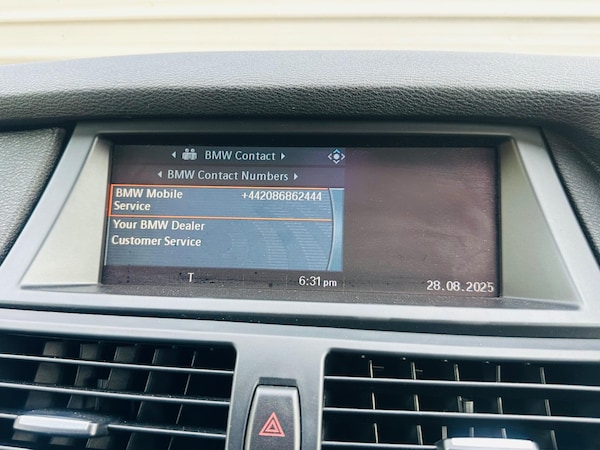 BMW Contact
BMW Contact Numbers
BMW Mobile +442086862444
Service
Your BMW Dealer
Customer Service
T 6:31 pm 28.08.2025